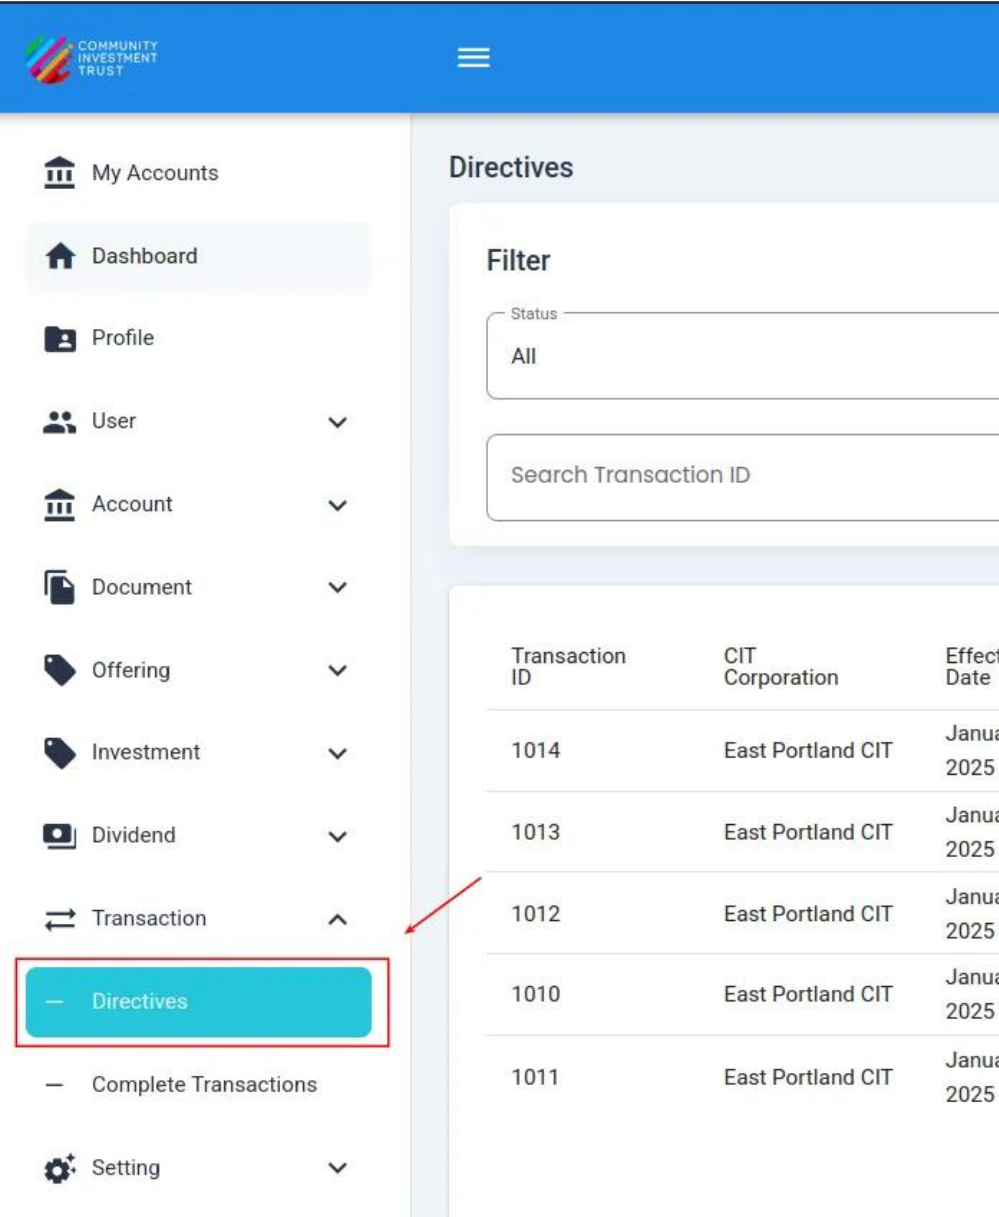 COMMUNITY
INVESTMENT
TRUST
My Accounts
Dashboard
Profile
User
Account
Document
Offering
Investment
Dividend
Transaction
Directives
Complete Transactions
Setting
Directives
Filter
Status
All
Search Transaction ID
Transaction ID
CIT Corporation
Date
1014 East Portland CIT 2025
1013 East Portland CIT 2025
1012 East Portland CIT 2025
1010 East Portland CIT 2025
1011 East Portland CIT 2025